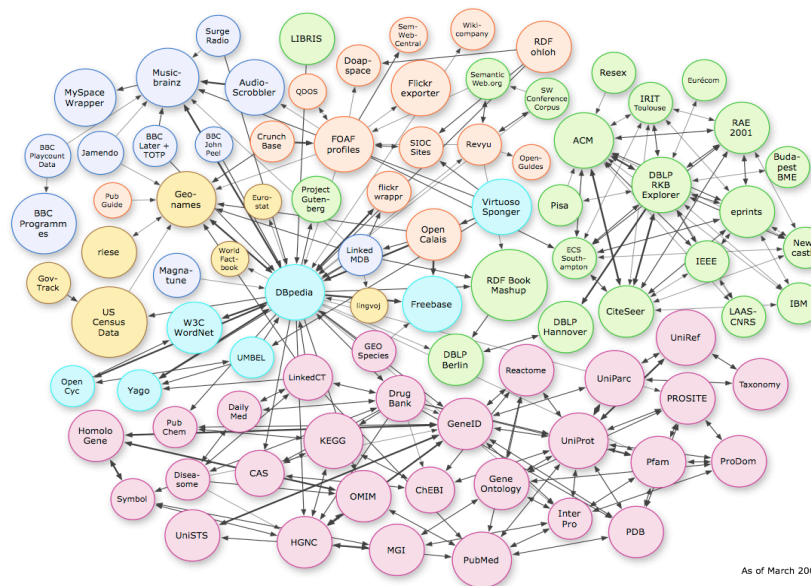 Surge
Radio
LIBRIS
Sem-
Web-
Central
Wiki-
company
RDF
ohloh
Doap-
space
Music-
brainz
Audio-
Scrobbler
MySpace
Wrapper
QDOS
Flickr
exporter
Semantic
Web.org
SW
Conference
Corpus
Resex
IRIT
Toulouse
Eurécom
RAE
2001
ACM
BBC
Playcount
Data
Jamendo
BBC
Later +
TOTP
BBC
John
Peel
Crunch
Base
FOAF
profiles
SIOC
Sites
Revyu
Open-
Guides
DBLP
RKB
Explorer
Buda-
pest
BME
Pub
Guide
Geo-
names
Euro-
stat
Project
Guten-
berg
flickr
wrappr
Virtuoso
Sponger
Pisa
eprints
BBC
Programm
es
riese
World
Fact-
book
Linked
MDB
Open
Calais
ECS
South-
ampton
IEEE
New
castl
Gov-
Track
Magna-
tune
DBpedia
lingvoj
Freebase
RDF Book
Mashup
US
Census
Data
W3C
WordNet
DBLP
Hannover
CiteSeer
LAAS-
CNRS
IBM
UMBEL
GEO
Species
DBLP
Berlin
Open
Cyc
Yago
LinkedCT
Reactome
UniParc
UniRef
Taxonomy
Drug
Bank
PROSITE
Daily
Med
Homolo
Gene
Pub
Chem
KEGG
GeneID
UniProt
Pfam
ProDom
Disea-
some
CAS
ChEBI
Gene
Ontology
Symbol
OMIM
Inter
Pro
PDB
UniSTS
HGNC
MGI
PubMed
As of March 20